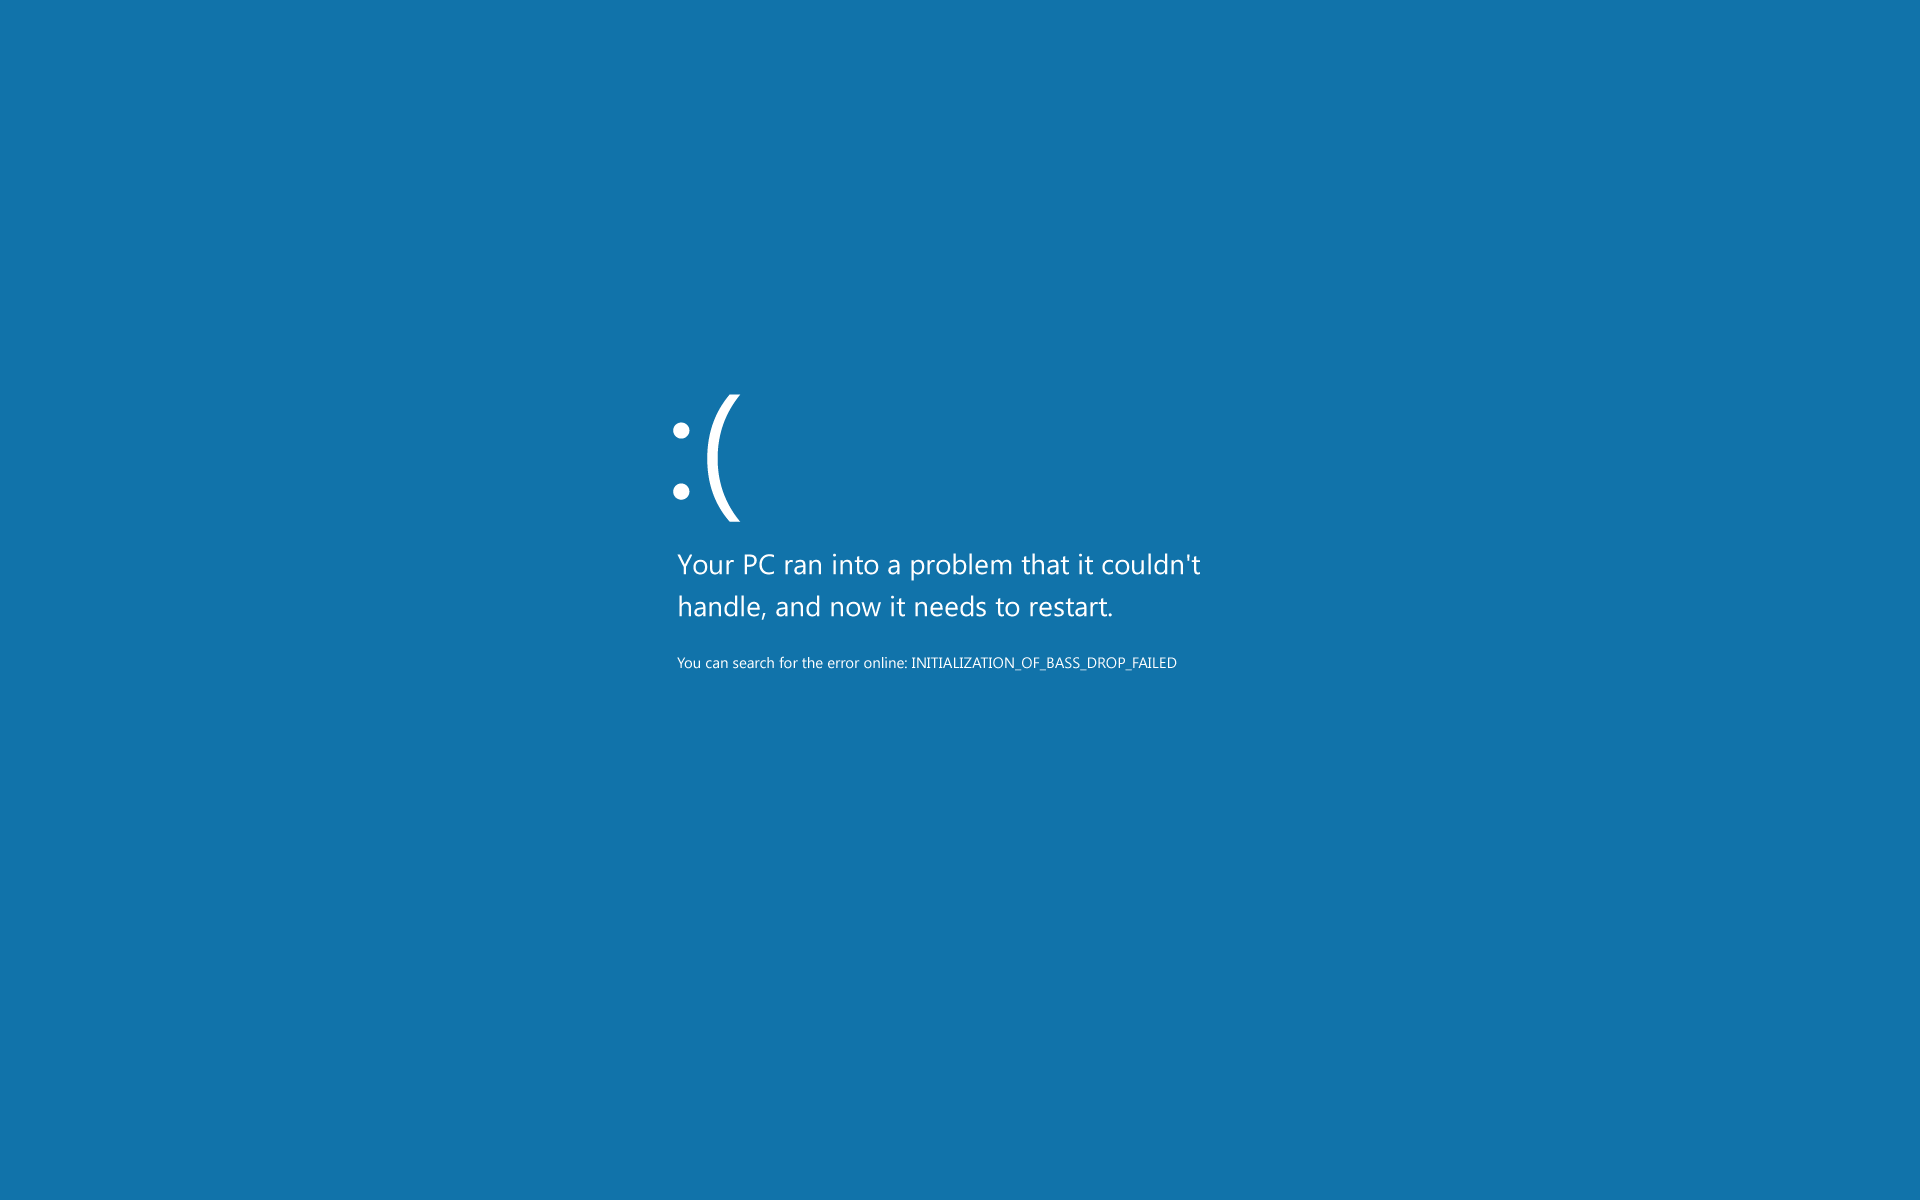 :(
Your PC ran into a problem that it couldn't
handle, and now it needs to restart.
You can search for the error online: INITIALIZATION_OF_BASS_DROP_FAILED